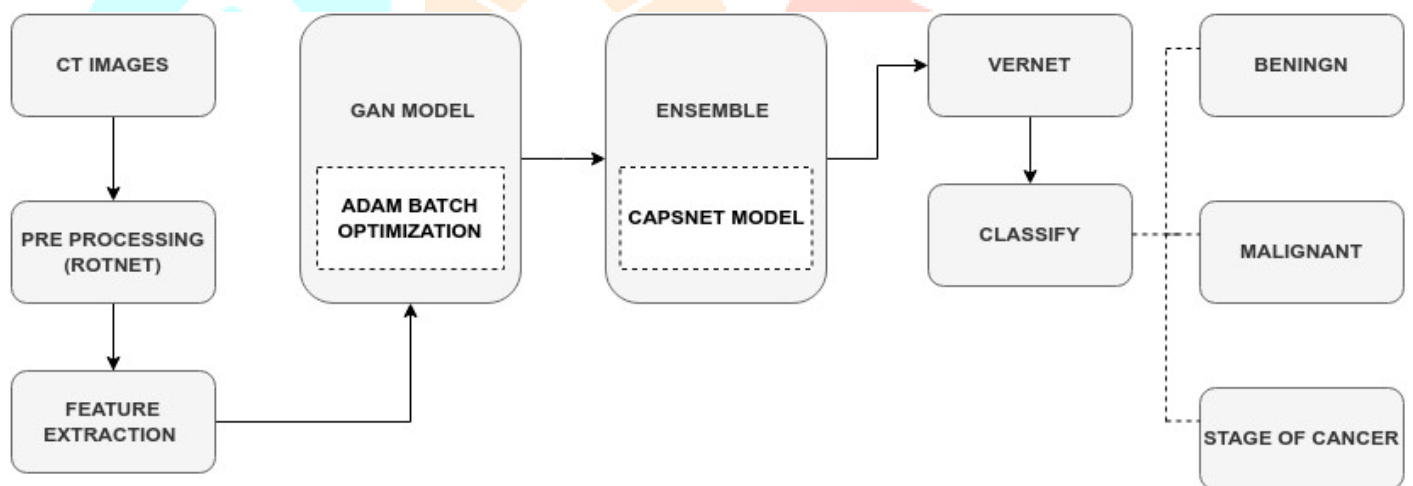 CT IMAGES
PRE PROCESSING
(ROTNET)
FEATURE
EXTRACTION
GAN MODEL
ADAM BATCH
OPTIMIZATION
ENSEMBLE
CAPSNET MODEL
VERNET
CLASSIFY
BENINGN
MALIGNANT
STAGE OF CANCER